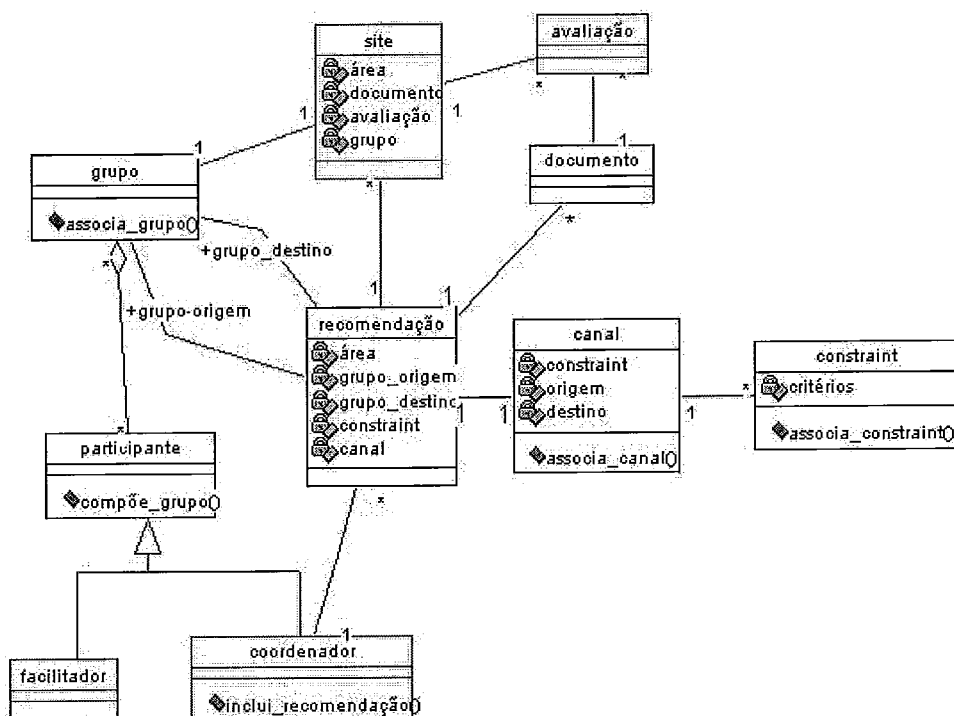 site
área
documento
avaliação
grupo
avaliação
documento
grupo
associa_grupo()
+grupo_destino
+grupo-origem
1
1
1
*
*
1
*
*
1
1
*
*
*
recomendação
área
grupo_origem
grupo_destino
constraint
canal
1
1
canal
constraint
origem
destino
associa_canal()
1
*
constraint
critérios
associa_constraint()
participante
compõe_grupo()
*
1
facilitador
coordenador
inclui_recomendação()